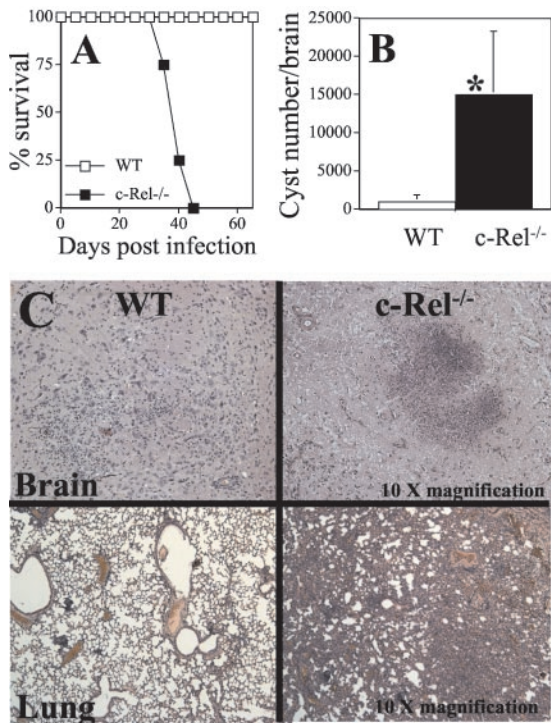 A
% survival
100
75
50
25
0
WT
c-Rel-/-
0 20 40 60
Days post infection
B
Cyst number/brain
25000
20000
15000
10000
5000
0
*
WT c-Rel-/-
C
WT c-Rel-/-
Brain
10 X magnification
Lung
10 X magnification